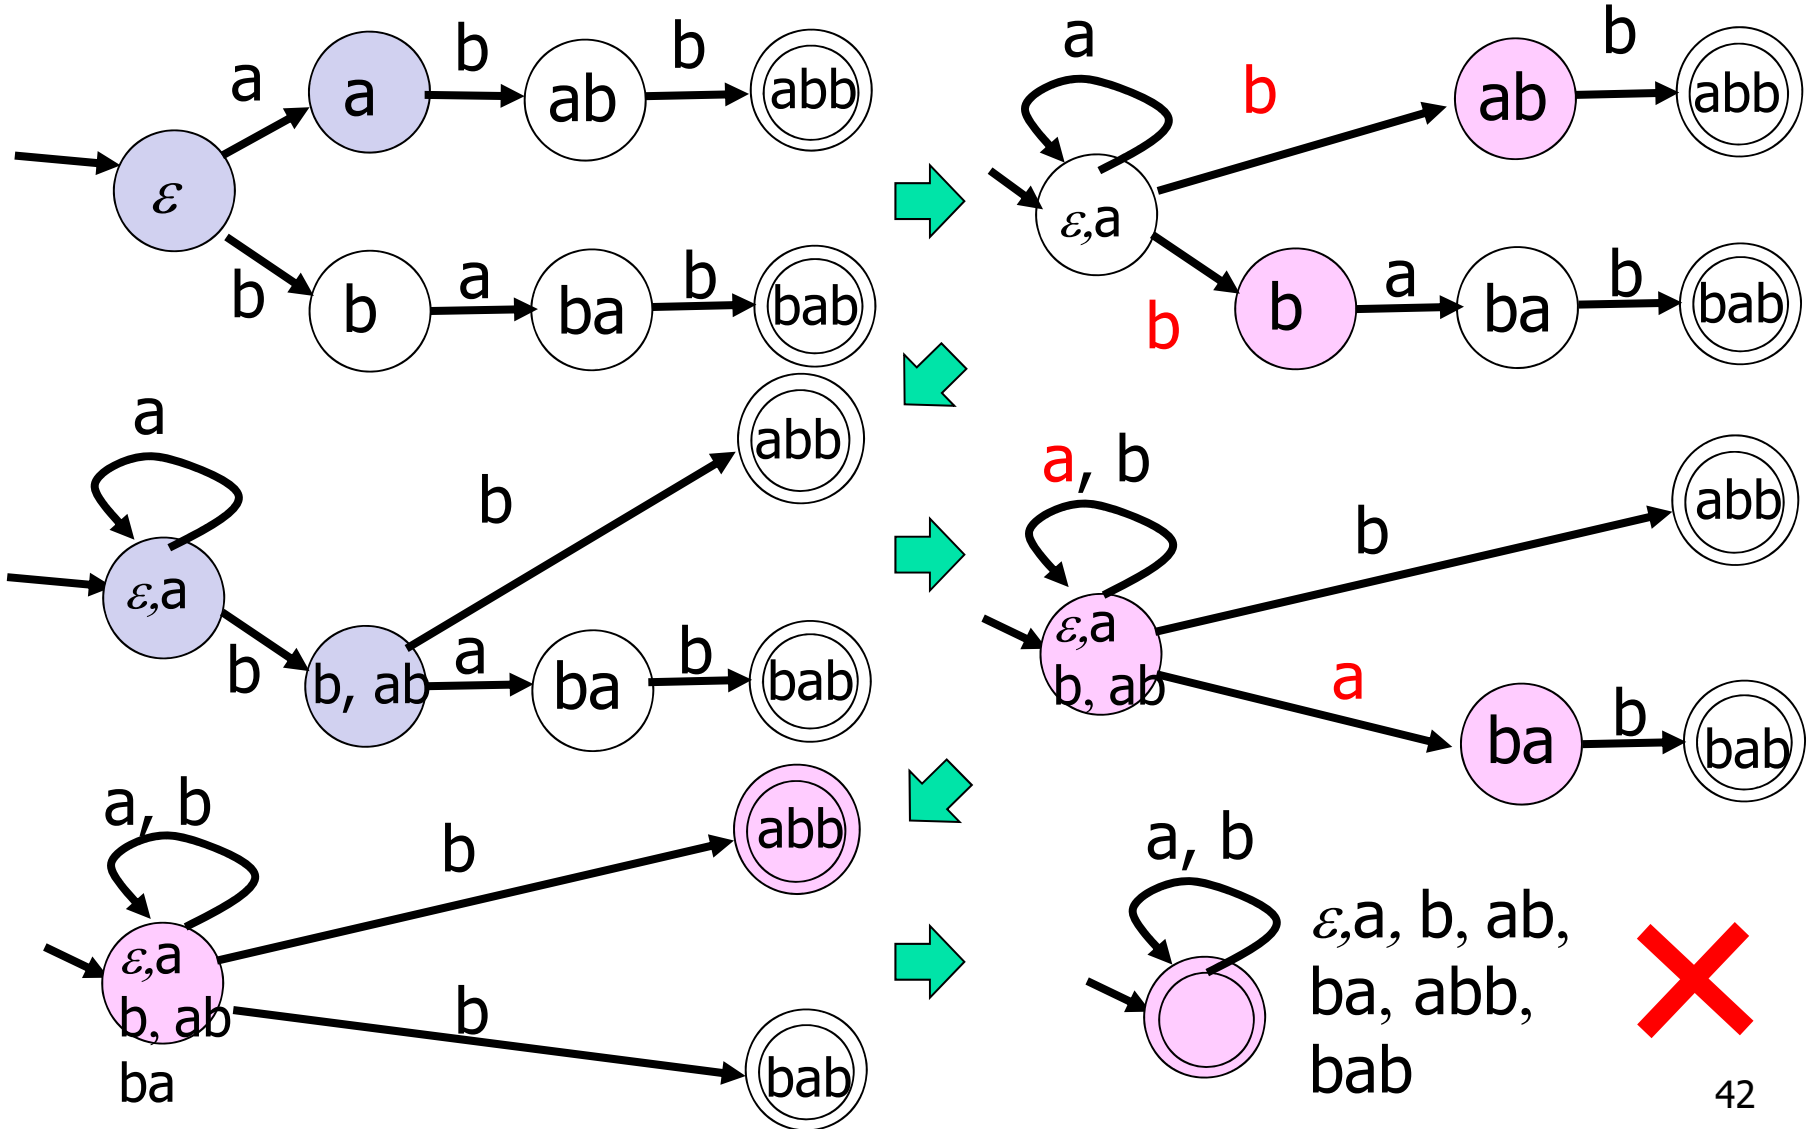 a b b
ε a ab abb
b a b
b ba bab
a b b
ε,a ab abb
b a b
b ba bab
a b
ε,a abb
b a b
b, ab ba bab
a, b b
ε,a abb
b, ab a b
ba bab
a, b b
ε,a abb
b, ab b
ba bab
a, b
ε,a, b, ab,
ba, abb,
bab
42